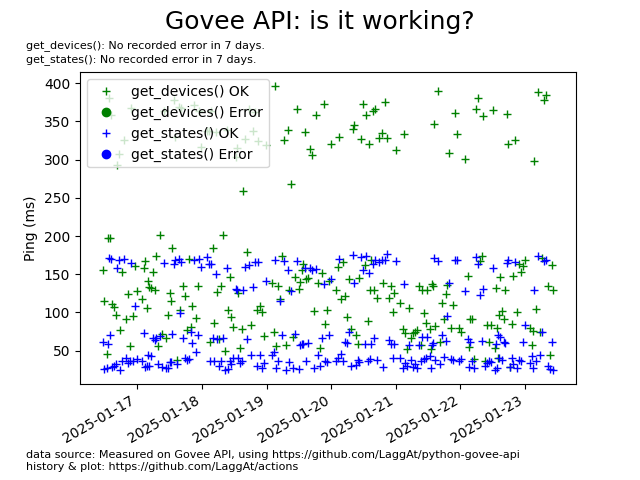 Govee API: is it working?
get_devices(): No recorded error in 7 days.
get_states(): No recorded error in 7 days.
get_devices() OK
get_devices() Error
get_states() OK
get_states() Error
Ping (ms)
400
350
300
250
200
150
100
50
2025-01-17
2025-01-18
2025-01-19
2025-01-20
2025-01-21
2025-01-22
2025-01-23
data source: Measured on Govee API, using https://github.com/LaggAt/python-govee-api
history & plot: https://github.com/LaggAt/actions